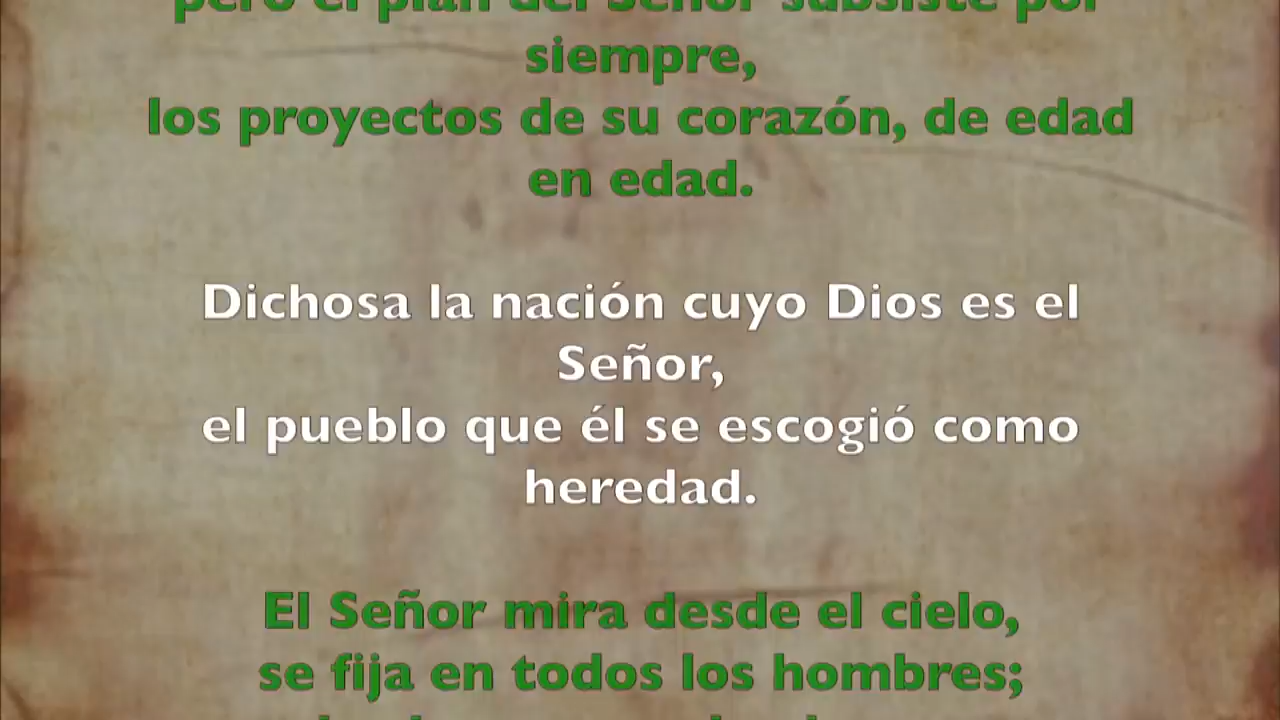 pero el plan del Señor subsiste por
siempre,
los proyectos de su corazón, de edad
en edad.
Dichosa la nación cuyo Dios es el
Señor,
el pueblo que él se escogió como
heredad.
El Señor mira desde el cielo,
se fija en todos los hombres;